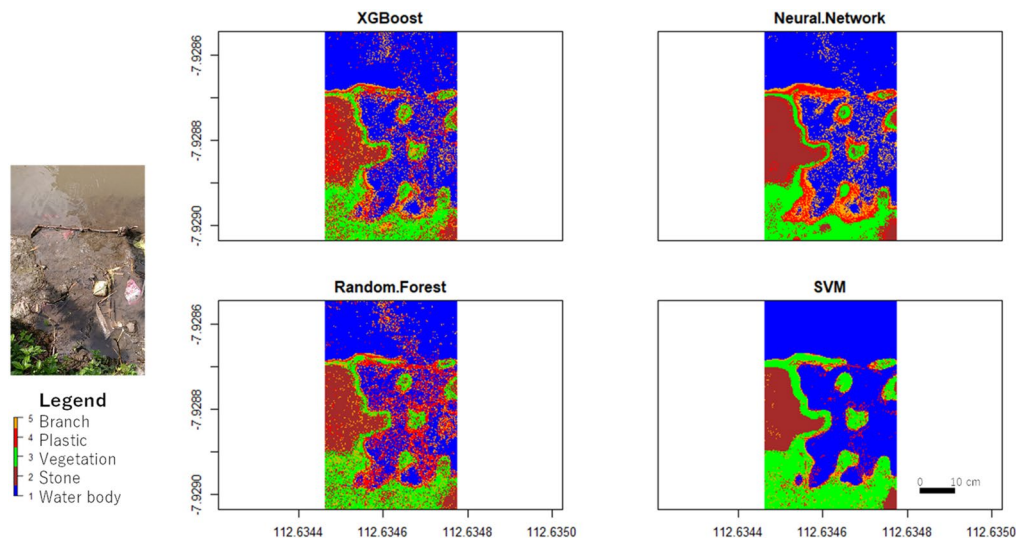 XGBoost
Neural.Network
-7.9286
-7.9288
-7.9290
Random.Forest
SVM
-7.9286
-7.9288
-7.9290
Legend
5 Branch
4 Plastic
3 Vegetation
2 Stone
1 Water body
0 10 cm
112.6344 112.6346 112.6348 112.6350
112.6344 112.6346 112.6348 112.6350